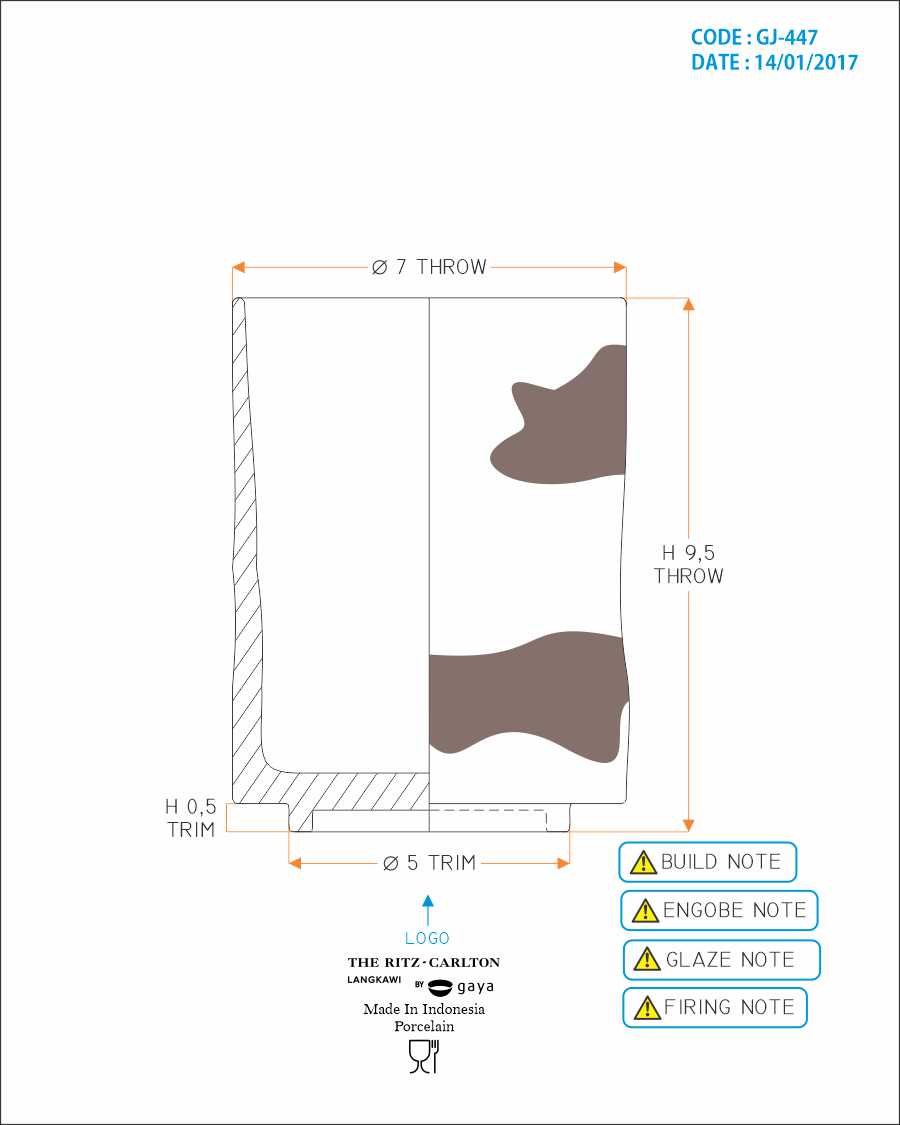 CODE : GJ-447
DATE : 14/01/2017
Ø 7 THROW
H 9,5
THROW
H 0,5
TRIM
Ø 5 TRIM
BUILD NOTE
ENGOBE NOTE
GLAZE NOTE
FIRING NOTE
LOGO
THE RITZ-CARLTON
LANGKAWI BY gaya
Made In Indonesia
Porcelain